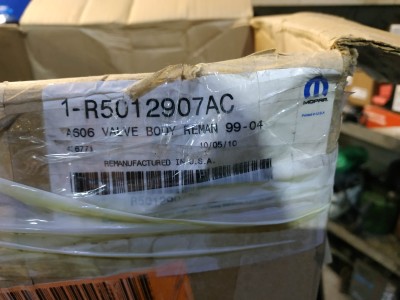 1-R5012907AC
A606 VALVE BODY REMAN 99-04
10/05/10
REMANUFACTURED IN U.S.A.
MOPAR